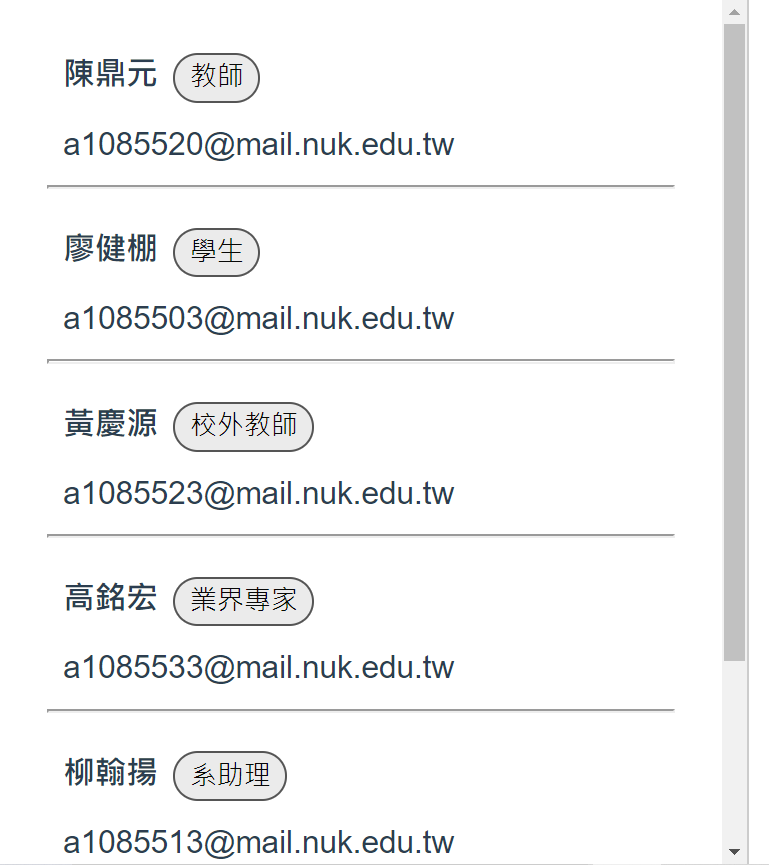 陳鼎元 教師
a1085520@mail.nuk.edu.tw
廖健棚 學生
a1085503@mail.nuk.edu.tw
黃慶源 校外教師
a1085523@mail.nuk.edu.tw
高銘宏 業界專家
a1085533@mail.nuk.edu.tw
柳翰揚 系助理
a1085513@mail.nuk.edu.tw